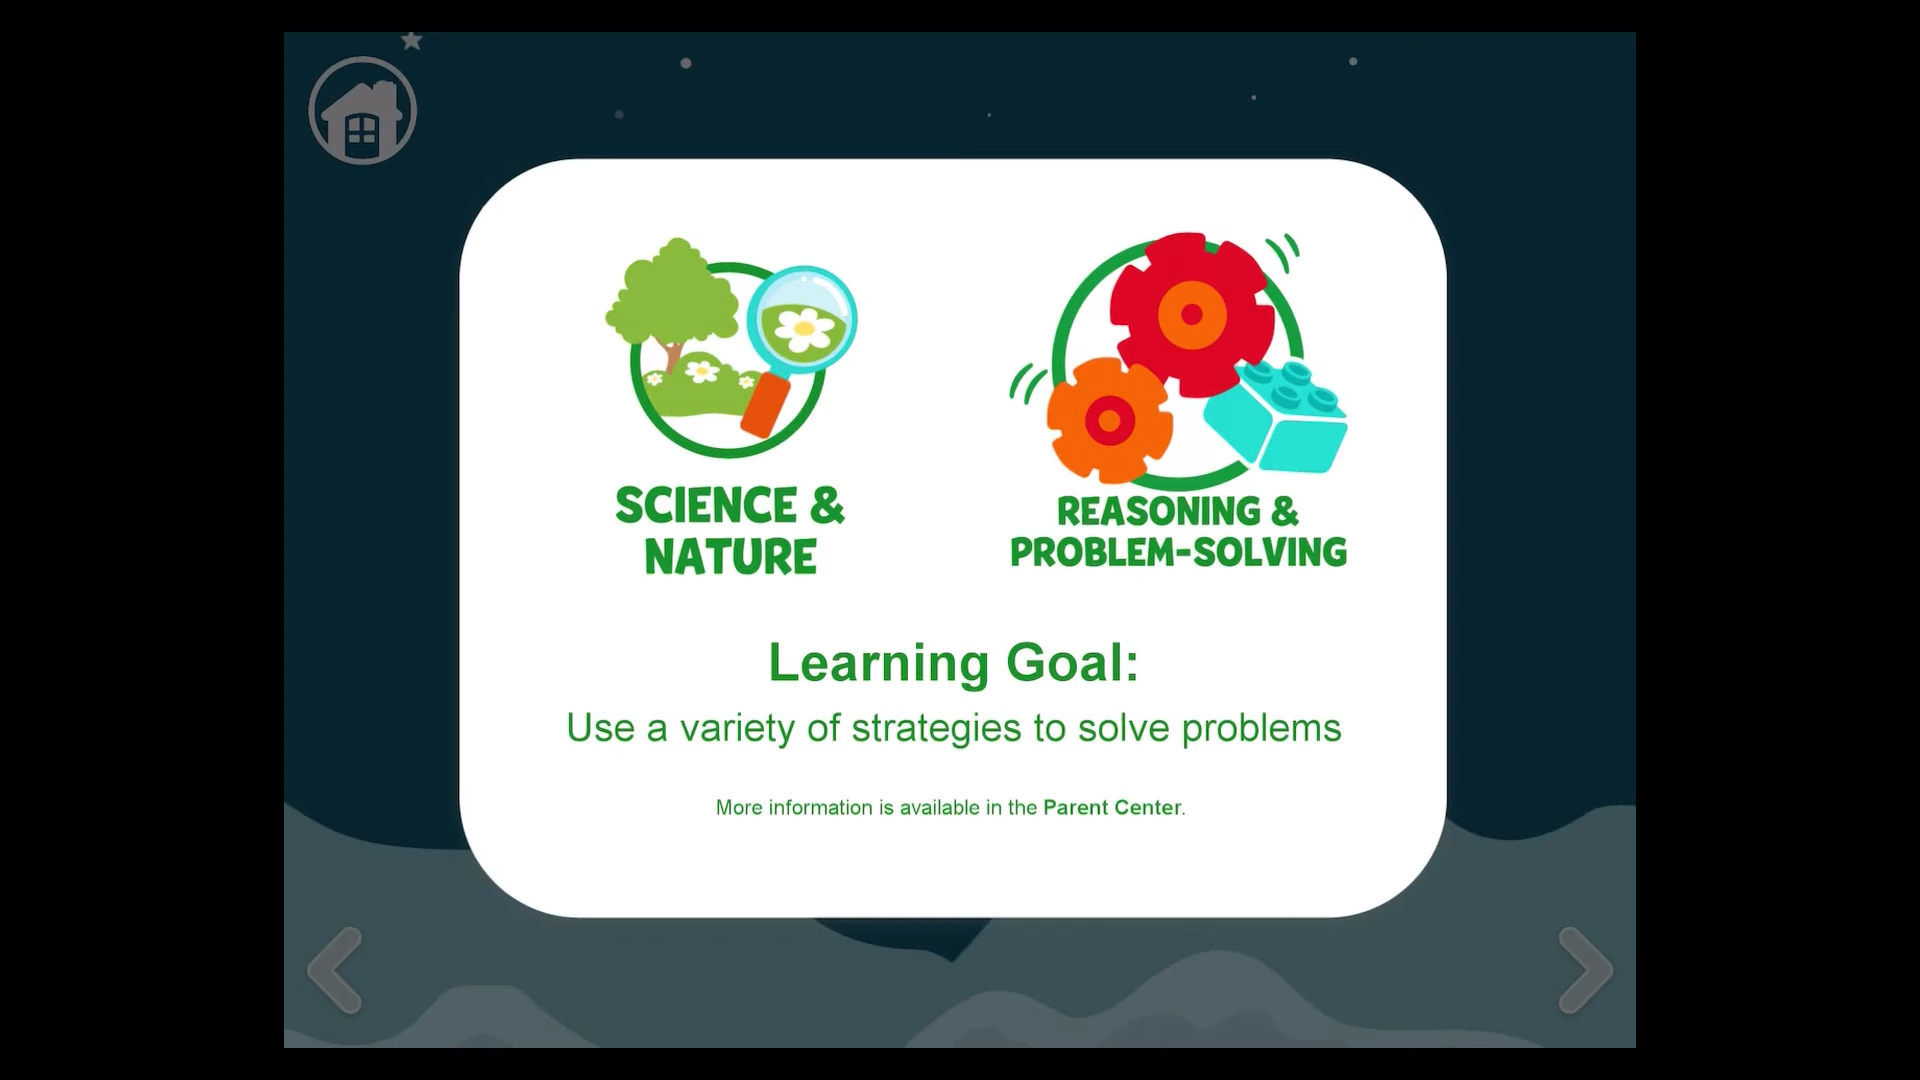 SCIENCE &
NATURE
REASONING &
PROBLEM-SOLVING
Learning Goal:
Use a variety of strategies to solve problems
More information is available in the Parent Center.